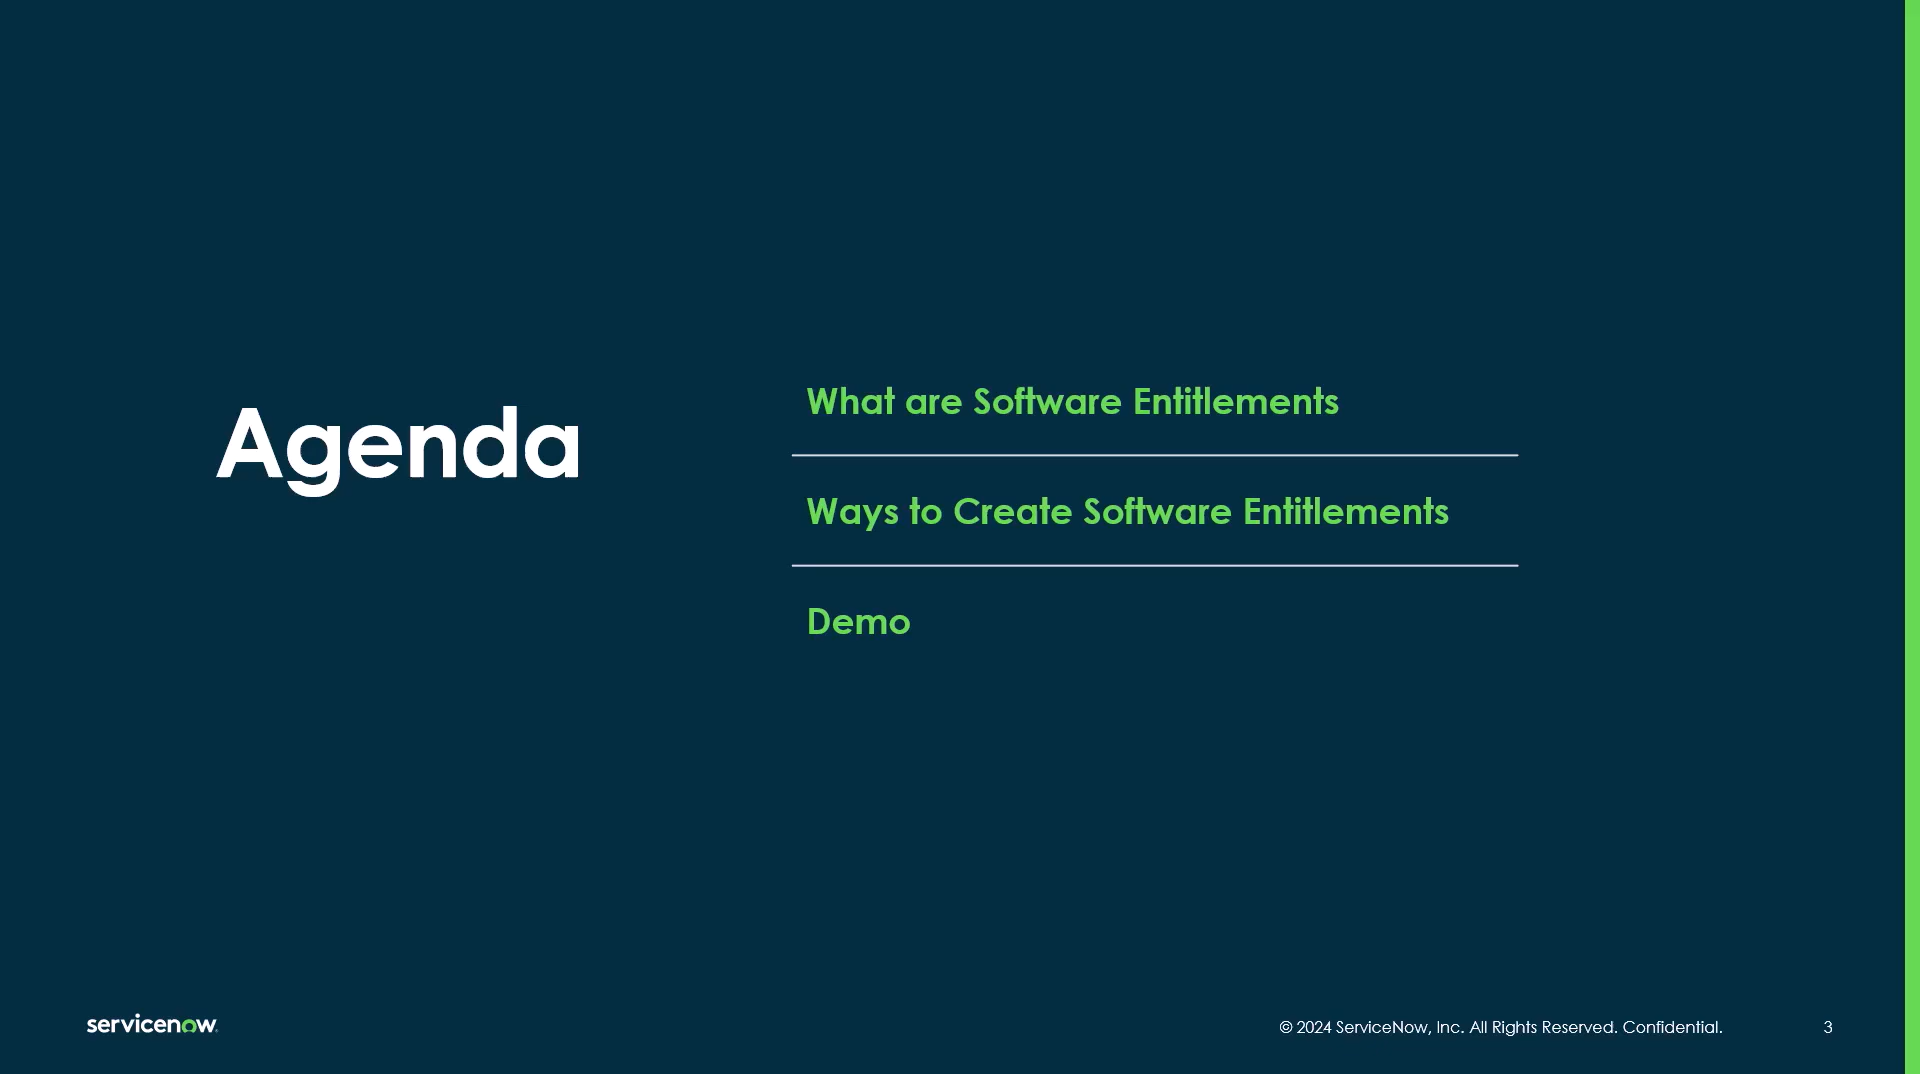 Agenda
What are Software Entitlements
Ways to Create Software Entitlements
Demo
servicenow
© 2024 ServiceNow, Inc. All Rights Reserved. Confidential.
3